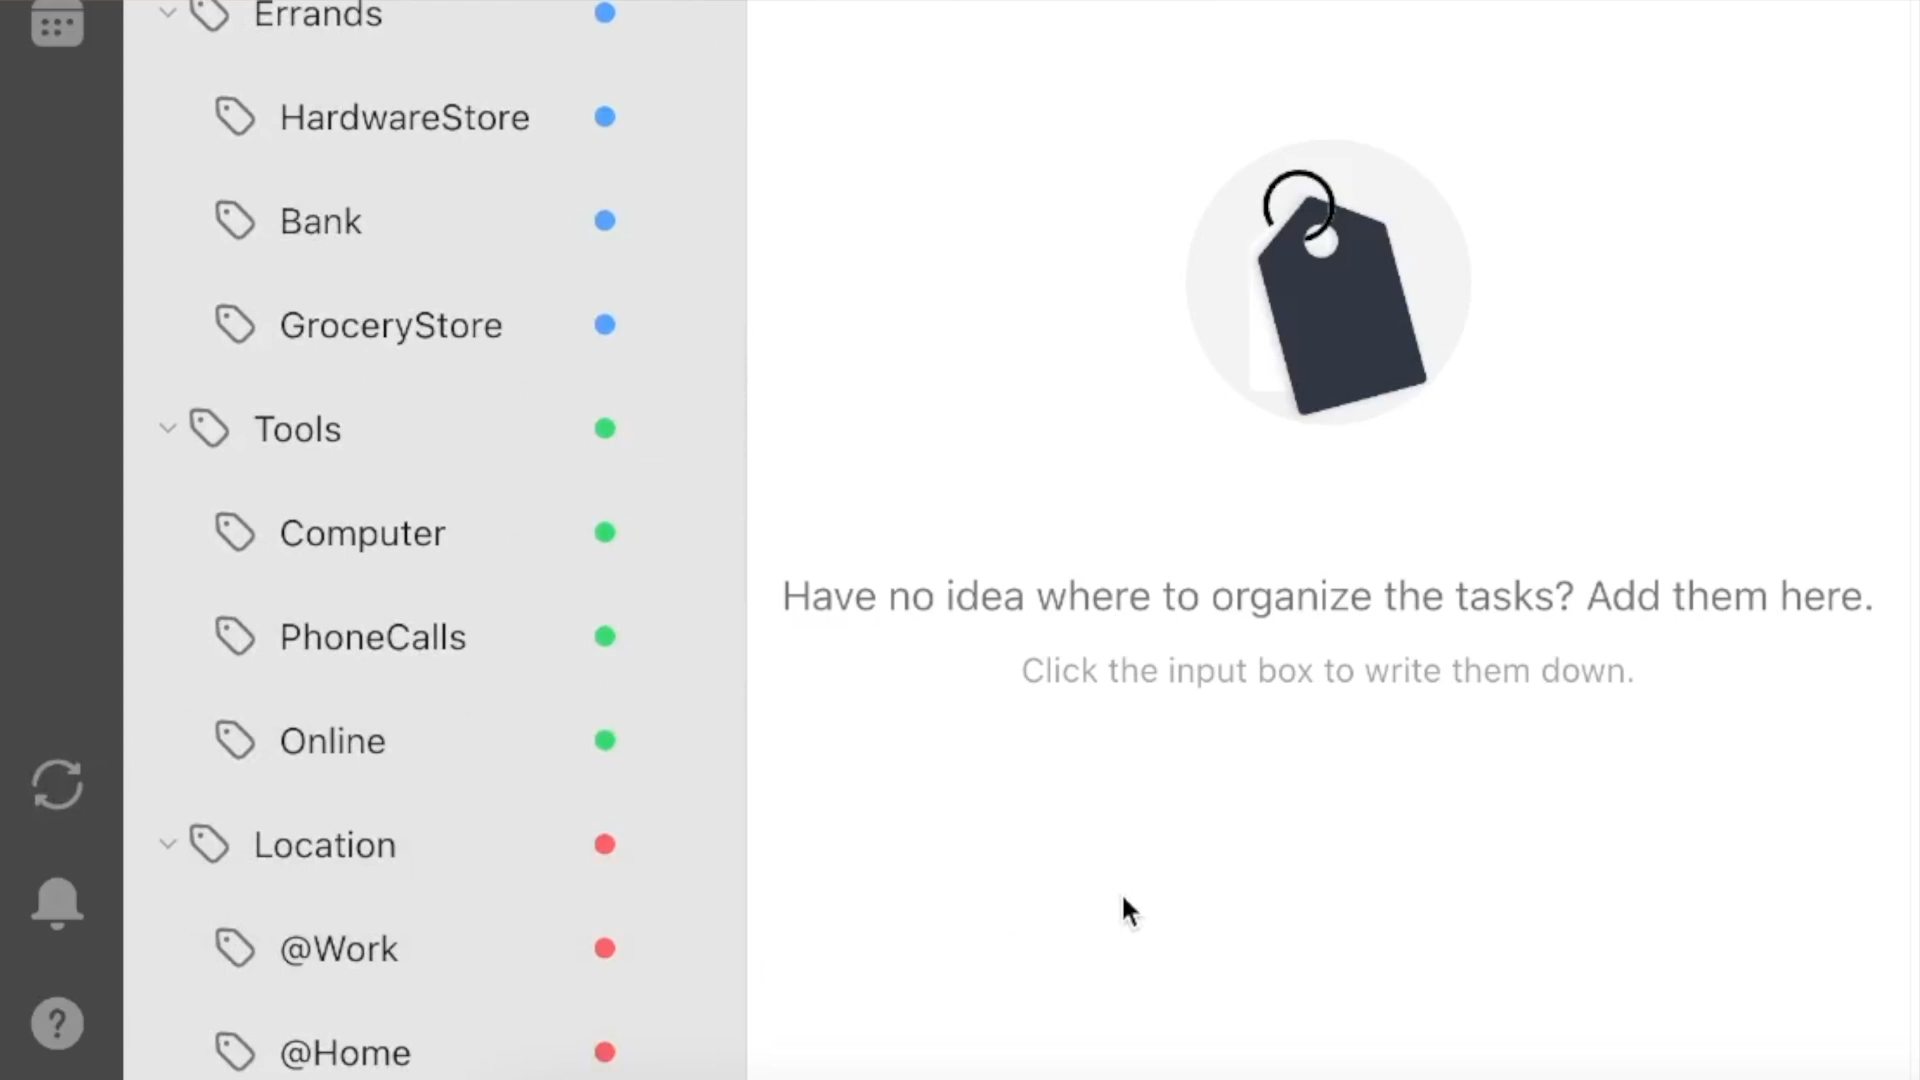 Errands
HardwareStore
Bank
GroceryStore
Tools
Computer
PhoneCalls
Online
Location
@Work
@Home
Have no idea where to organize the tasks? Add them here.
Click the input box to write them down.